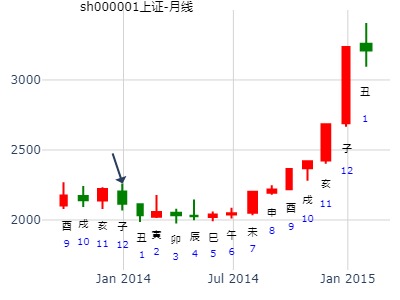 sh000001上证-月线
3000
2500
2000
酉 戌 亥 子 丑 寅 卯 辰 巳 午 未 申 酉 戌 亥 子 丑
9 10 11 12 1 2 3 4 5 6 7 8 9 10 11 12 1
Jan 2014 Jul 2014 Jan 2015